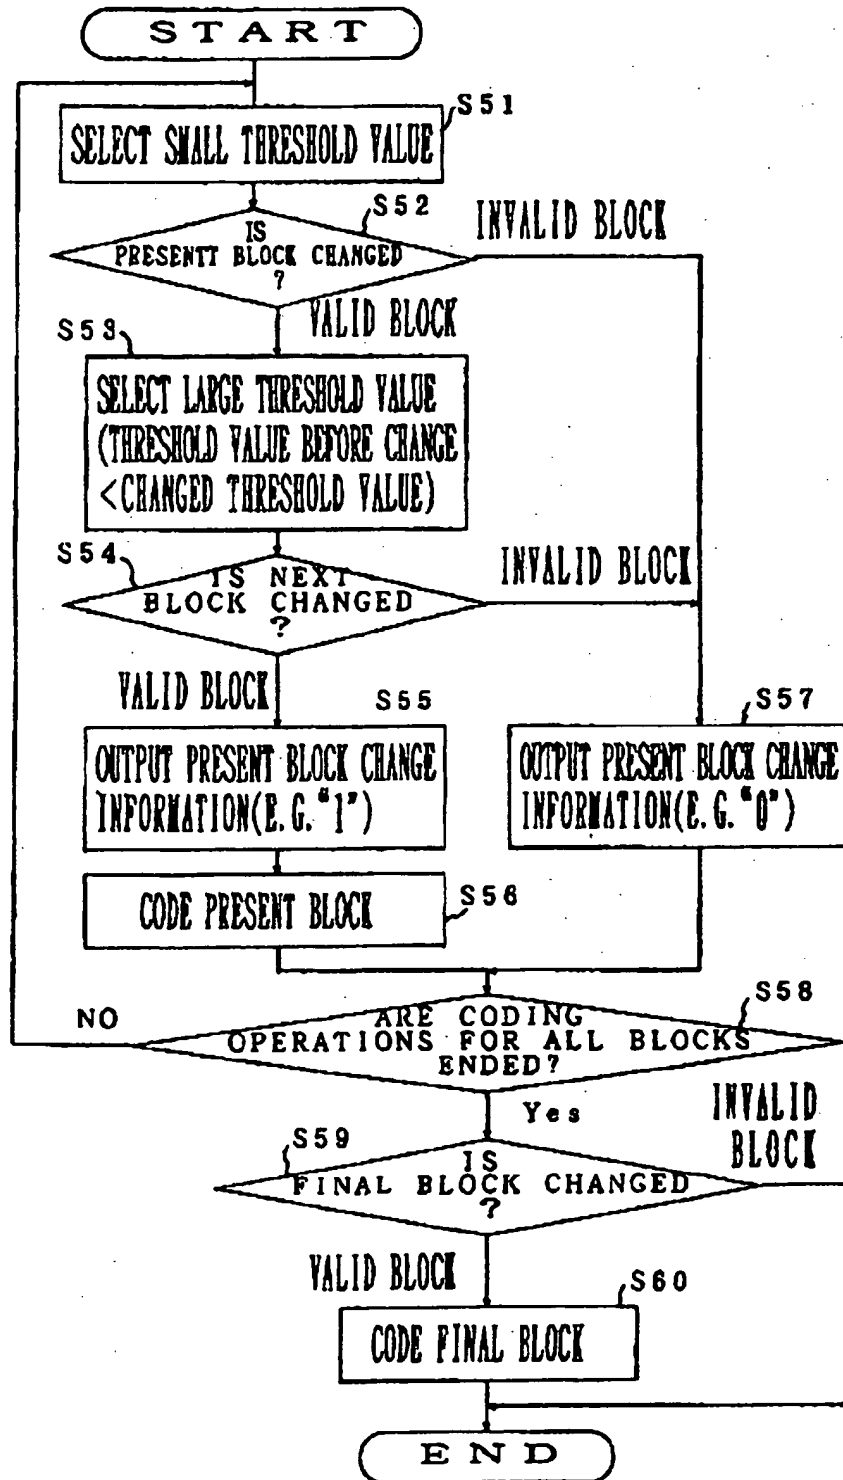 START
S51
SELECT SMALL THRESHOLD VALUE
S52
IS
PRESENTT BLOCK CHANGED
?
INVALID BLOCK
VALID BLOCK
S53
SELECT LARGE THRESHOLD VALUE
(THRESHOLD VALUE BEFORE CHANGE
<CHANGED THRESHOLD VALUE)
S54
IS NEXT
BLOCK CHANGED
?
INVALID BLOCK
VALID BLOCK
S55
OUTPUT PRESENT BLOCK CHANGE
INFORMATION(E.G."1")
S57
OUTPUT PRESENT BLOCK CHANGE
INFORMATION(E.G."0")
CODE PRESENT BLOCK
S56
S58
ARE CODING
OPERATIONS FOR ALL BLOCKS
ENDED?
NO
Yes
INVALID
BLOCK
S59
IS
FINAL BLOCK CHANGED
?
VALID BLOCK
S60
CODE FINAL BLOCK
END